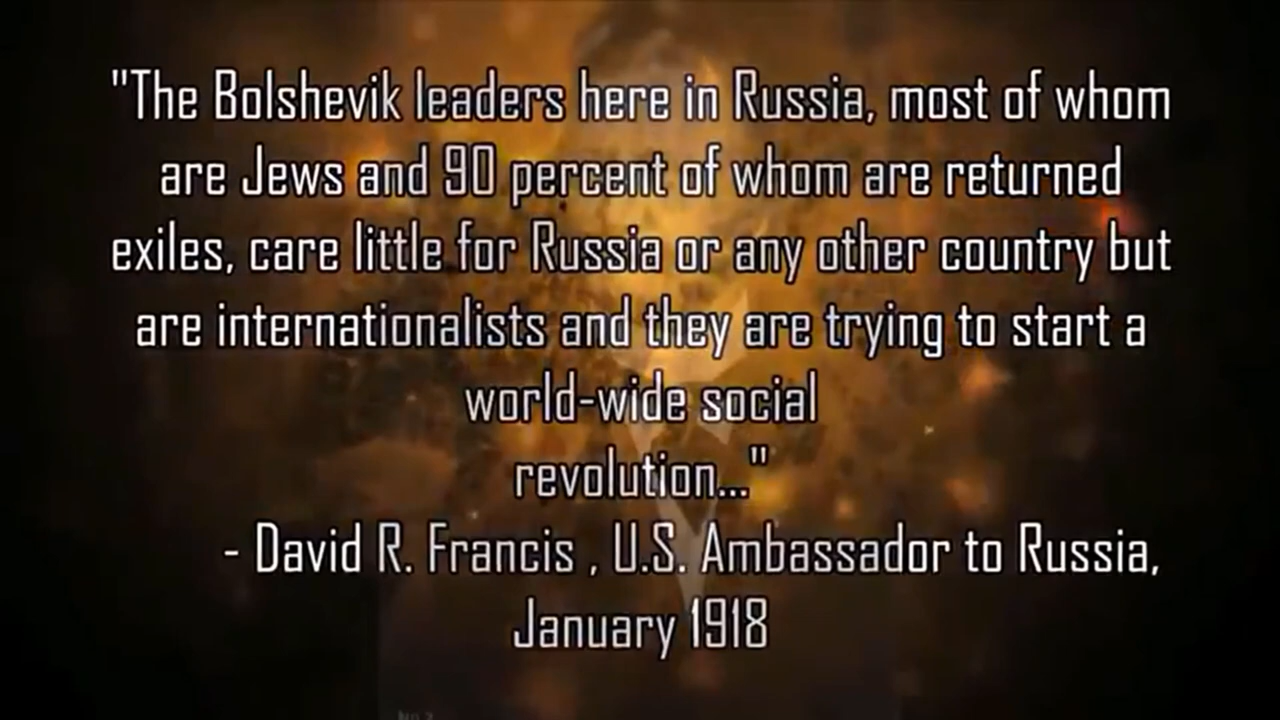 "The Bolshevik leaders here in Russia, most of whom
are Jews and 90 percent of whom are returned
exiles, care little for Russia or any other country but
are internationalists and they are trying to start a
world-wide social
revolution..."
- David R. Francis , U.S. Ambassador to Russia,
January 1918